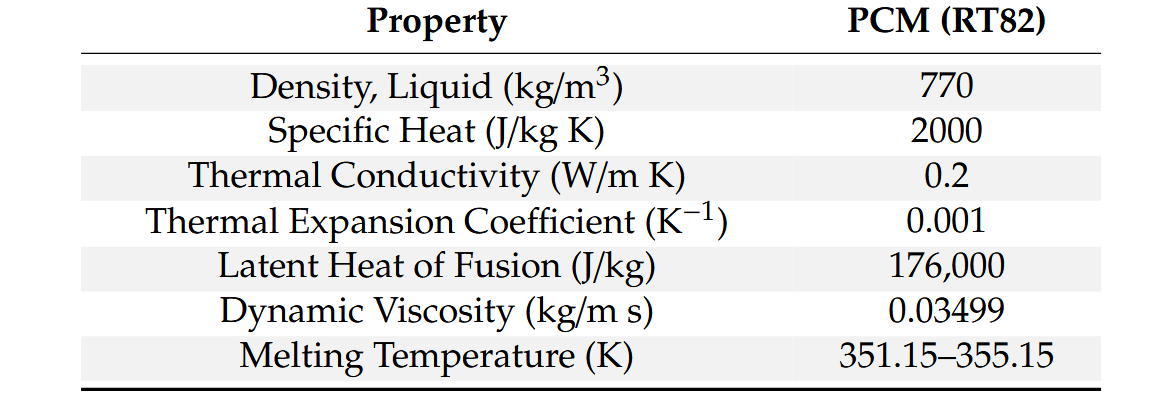 Property PCM (RT82)
Density, Liquid (kg/m³) 770
Specific Heat (J/kg K) 2000
Thermal Conductivity (W/m K) 0.2
Thermal Expansion Coefficient (K⁻¹) 0.001
Latent Heat of Fusion (J/kg) 176,000
Dynamic Viscosity (kg/m s) 0.03499
Melting Temperature (K) 351.15–355.15